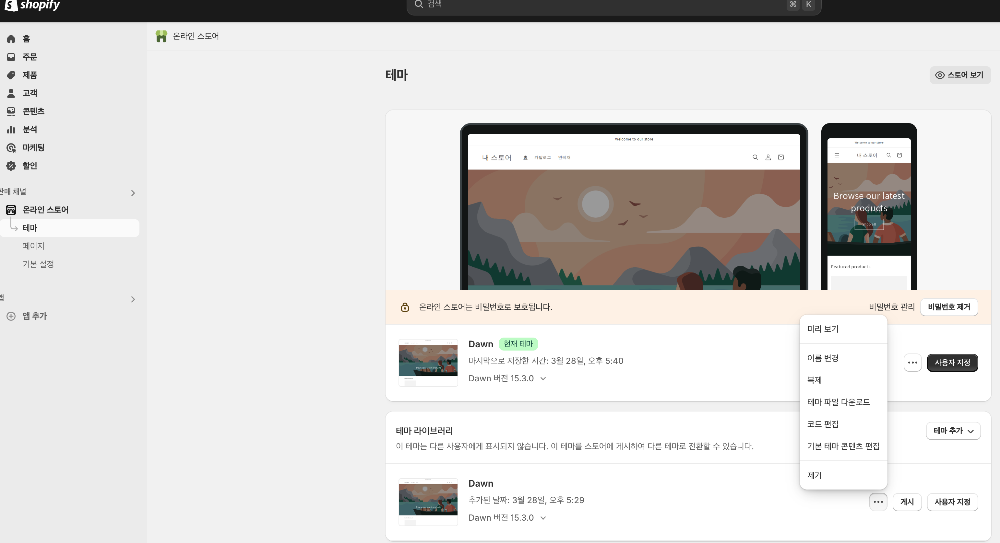 shopify
검색
⌘ K
홈
주문
제품
고객
콘텐츠
분석
마케팅
할인
판매 채널
온라인 스토어
테마
페이지
기본 설정
앱
앱 추가
온라인 스토어
테마
스토어 보기
Welcome to our store
내 스토어 홈 카탈로그 연락처
Welcome to our store
내 스토어
Browse our latest
products
Shop all
Featured products
온라인 스토어는 비밀번호로 보호됩니다.
비밀번호 관리
비밀번호 제거
Dawn 현재 테마
마지막으로 저장한 시간: 3월 28일, 오후 5:40
Dawn 버전 15.3.0
사용자 지정
미리 보기
이름 변경
복제
테마 파일 다운로드
코드 편집
기본 테마 콘텐츠 편집
제거
테마 라이브러리
이 테마는 다른 사용자에게 표시되지 않습니다. 이 테마를 스토어에 게시하여 다른 테마로 전환할 수 있습니다.
테마 추가
Dawn
추가된 날짜: 3월 28일, 오후 5:29
Dawn 버전 15.3.0
게시
사용자 지정
Browse our latest products
Browse our latest products